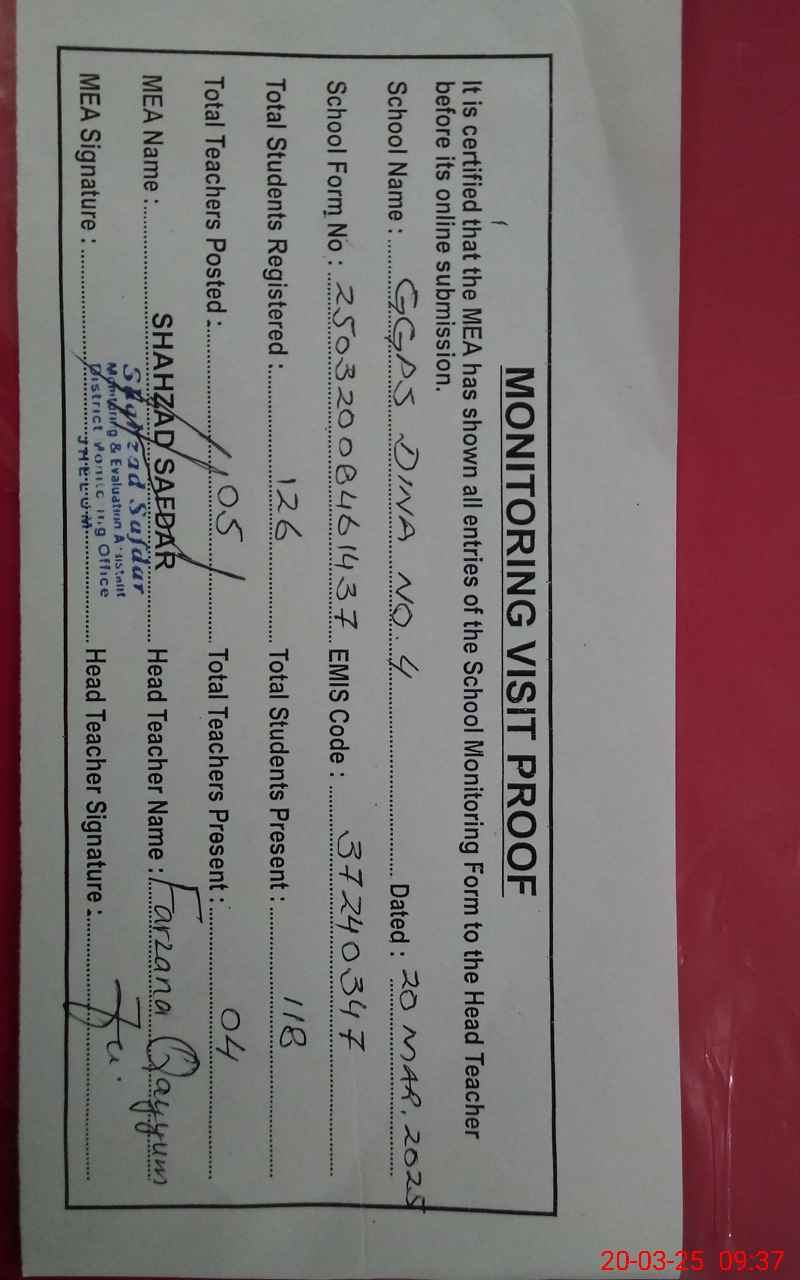 MONITORING VISIT PROOF
It is certified that the MEA has shown all entries of the School Monitoring Form to the Head Teacher
before its online submission.
School Name : GGPS DINA NO. 4 Dated : 20 MAR, 2025
School Form No : 25032008461437 EMIS Code : 37240347
Total Students Registered : 126 Total Students Present : 118
Total Teachers Posted : 05 Total Teachers Present : 04
MEA Name : SHAHZAD SAFDAR Head Teacher Name : Farzana Qayyum
MEA Signature : Head Teacher Signature :
Shahzad Safdar
Monitoring & Evaluation Assistant
District Monitoring Office
JHELUM
20-03-25 09:37